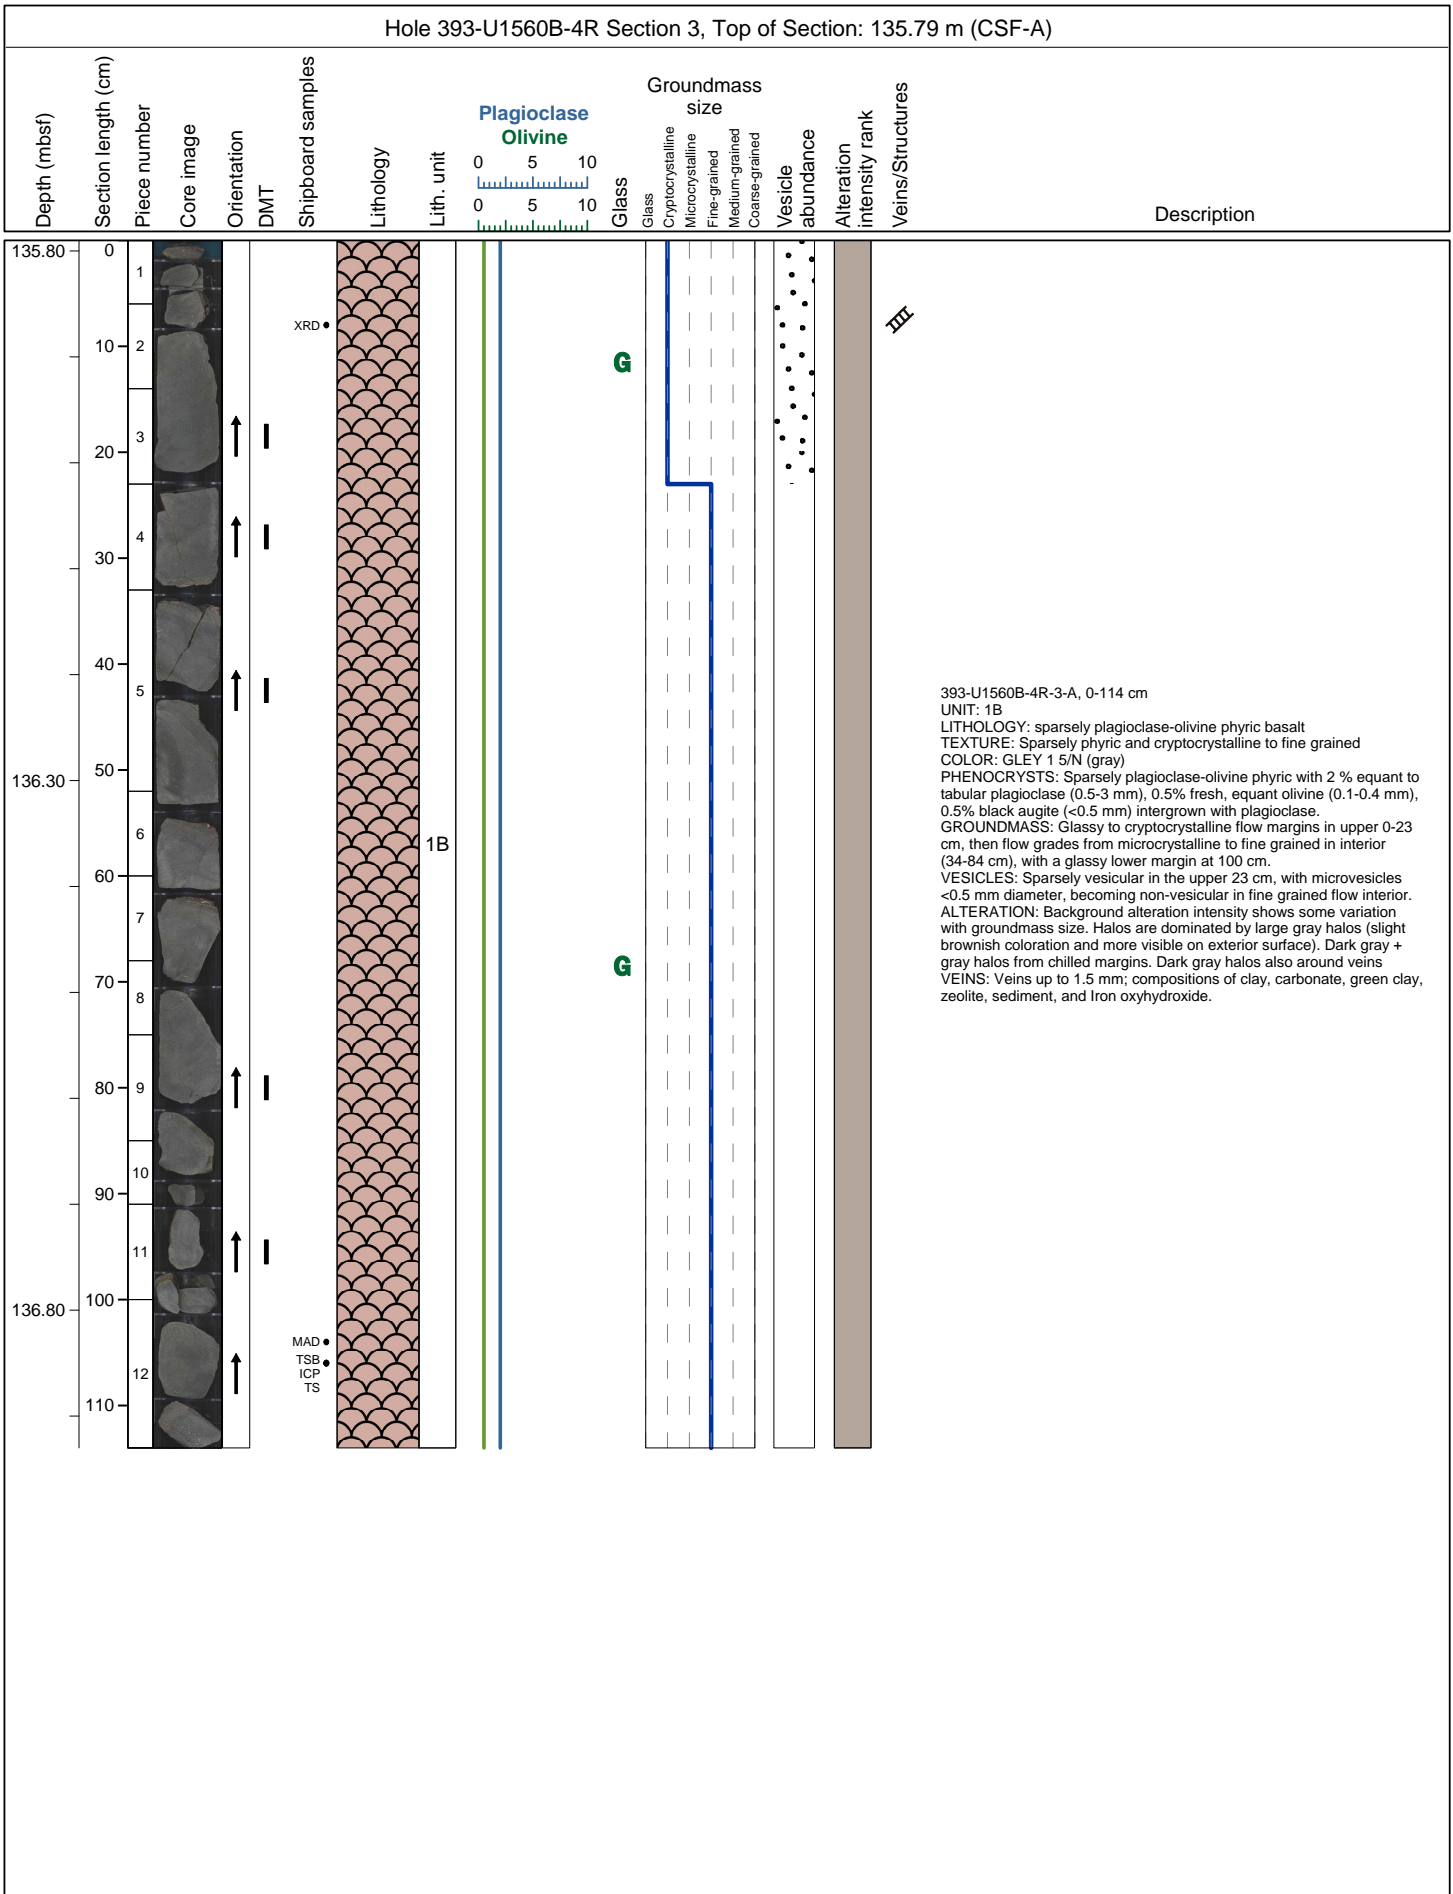 Hole 393-U1560B-4R Section 3, Top of Section: 135.79 m (CSF-A)
Depth (mbsf)
Section length (cm)
Piece number
Core image
Orientation
DMT
Shipboard samples
Lithology
Lith. unit
Plagioclase
Olivine
0 5 10
0 5 10
Glass
Groundmass
size
Glass
Cryptocrystalline
Microcrystalline
Fine-grained
Medium-grained
Coarse-grained
Vesicle
abundance
Alteration
intensity rank
Veins/Structures
Description
135.80
136.30
136.80
0
10
20
30
40
50
60
70
80
90
100
110
1
2
3
4
5
6
7
8
9
10
11
12
XRD
MAD
TSB
ICP
TS
1B
G
G
393-U1560B-4R-3-A, 0-114 cm
UNIT: 1B
LITHOLOGY: sparsely plagioclase-olivine phyric basalt
TEXTURE: Sparsely phyric and cryptocrystalline to fine grained
COLOR: GLEY 1 5/N (gray)
PHENOCRYSTS: Sparsely plagioclase-olivine phyric with 2 % equant to
tabular plagioclase (0.5-3 mm), 0.5% fresh, equant olivine (0.1-0.4 mm),
0.5% black augite (<0.5 mm) intergrown with plagioclase.
GROUNDMASS: Glassy to cryptocrystalline flow margins in upper 0-23
cm, then flow grades from microcrystalline to fine grained in interior
(34-84 cm), with a glassy lower margin at 100 cm.
VESICLES: Sparsely vesicular in the upper 23 cm, with microvesicles
<0.5 mm diameter, becoming non-vesicular in fine grained flow interior.
ALTERATION: Background alteration intensity shows some variation
with groundmass size. Halos are dominated by large gray halos (slight
brownish coloration and more visible on exterior surface). Dark gray +
gray halos from chilled margins. Dark gray halos also around veins
VEINS: Veins up to 1.5 mm; compositions of clay, carbonate, green clay,
zeolite, sediment, and Iron oxyhydroxide.